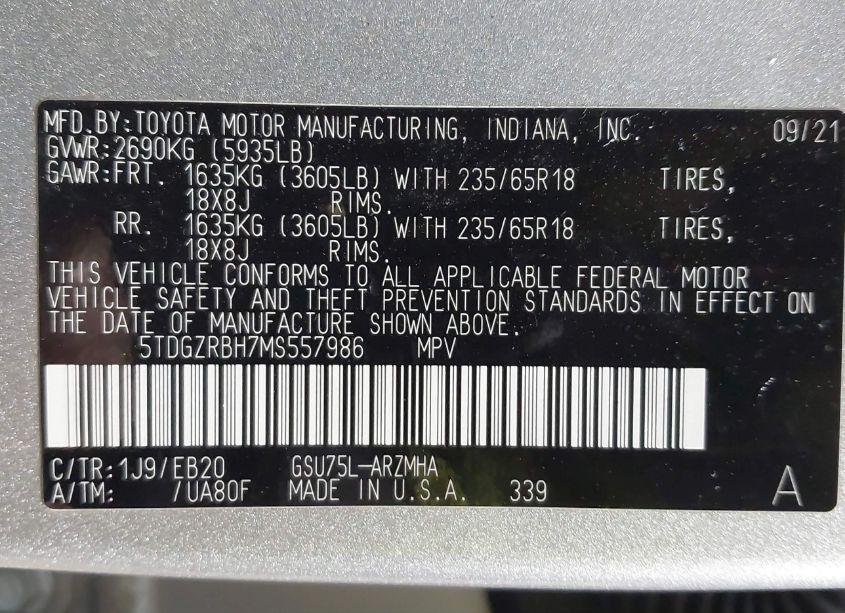 MFD.BY:TOYOTA MOTOR MANUFACTURING, INDIANA, INC. 09/21
GVWR:2690KG (5935LB)
GAWR:FRT. 1635KG (3605LB) WITH 235/65R18 TIRES,
18X8J RIMS.
RR. 1635KG (3605LB) WITH 235/65R18 TIRES,
18X8J RIMS.
THIS VEHICLE CONFORMS TO ALL APPLICABLE FEDERAL MOTOR
VEHICLE SAFETY AND THEFT PREVENTION STANDARDS IN EFFECT ON
THE DATE OF MANUFACTURE SHOWN ABOVE.
5TDGZRBH7MS557986 MPV
C/TR:1J9/EB20 GSU75L-ARZMHA
A/TM: /UA80F MADE IN U.S.A. 339 A